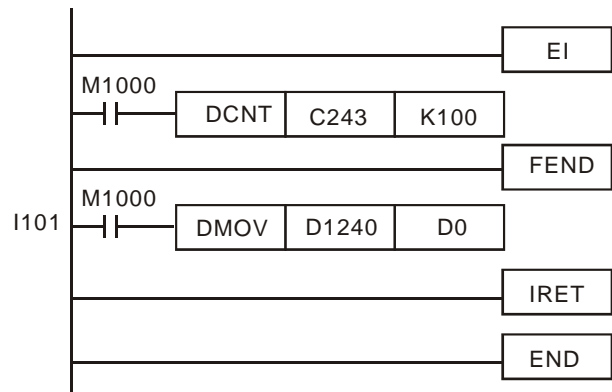 EI
M1000
DCNT C243 K100
FEND
M1000
I101 DMOV D1240 D0
IRET
END